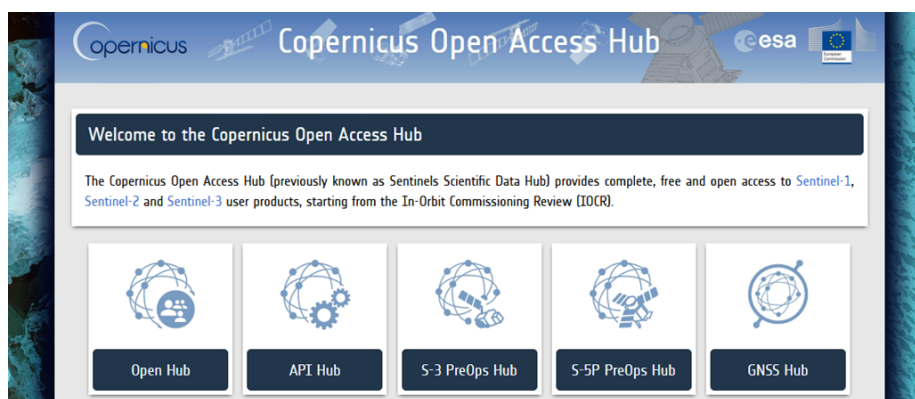 opernicus
Copernicus Open Access Hub
esa
European
Commission
Welcome to the Copernicus Open Access Hub
The Copernicus Open Access Hub (previously known as Sentinels Scientific Data Hub) provides complete, free and open access to Sentinel-1,
Sentinel-2 and Sentinel-3 user products, starting from the In-Orbit Commissioning Review (IOCR).
Open Hub
API Hub
S-3 PreOps Hub
S-5P PreOps Hub
GNSS Hub